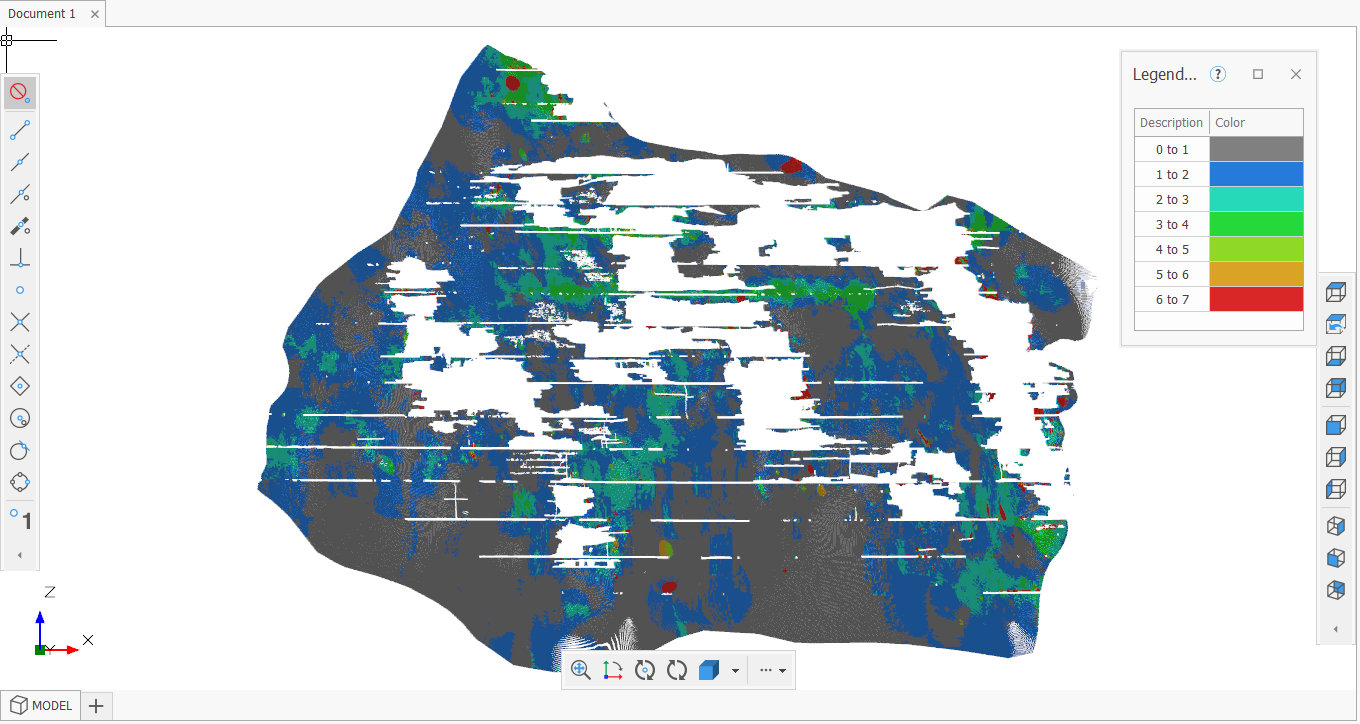 Document 1
Legend...
?
Description Color
0 to 1
1 to 2
2 to 3
3 to 4
4 to 5
5 to 6
6 to 7
1
Z
X
Y
MODEL